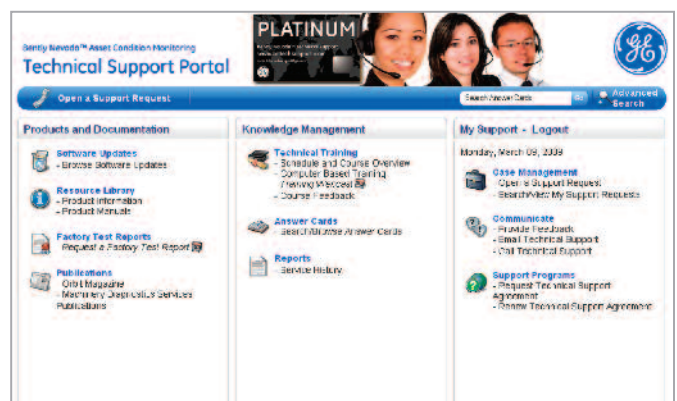 PLATINUM
Bently Nevada™ Asset Condition Monitoring
Technical Support Portal
Open a Support Request
Search Answer Cards
Go
Advanced
Search
Products and Documentation
Software Updates
- Browse Software Updates
Resource Library
- Product Information
- Product Manuals
Factory Test Reports
Request a Factory Test Report
Publications
Orbit Magazine
- Machinery Diagnostics Services
Publications
Knowledge Management
Technical Training
- Schedule and Course Overview
- Computer Based Training
Training Request
- Course Feedback
Answer Cards
- Search/Browse Answer Cards
Reports
- Service History
My Support - Logout
Monday, March 09, 2009
Case Management
- Open a Support Request
- Search/View My Support Requests
Communicate
- Provide Feedback
- Email Technical Support
- Call Technical Support
Support Programs
- Request Technical Support
Agreement
- Renew Technical Support Agreement